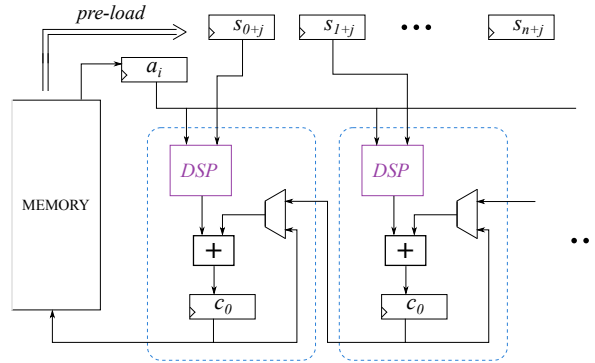 pre-load
s0+j
s1+j
•••
sn+j
ai
MEMORY
DSP
DSP
+
+
c0
c0
••